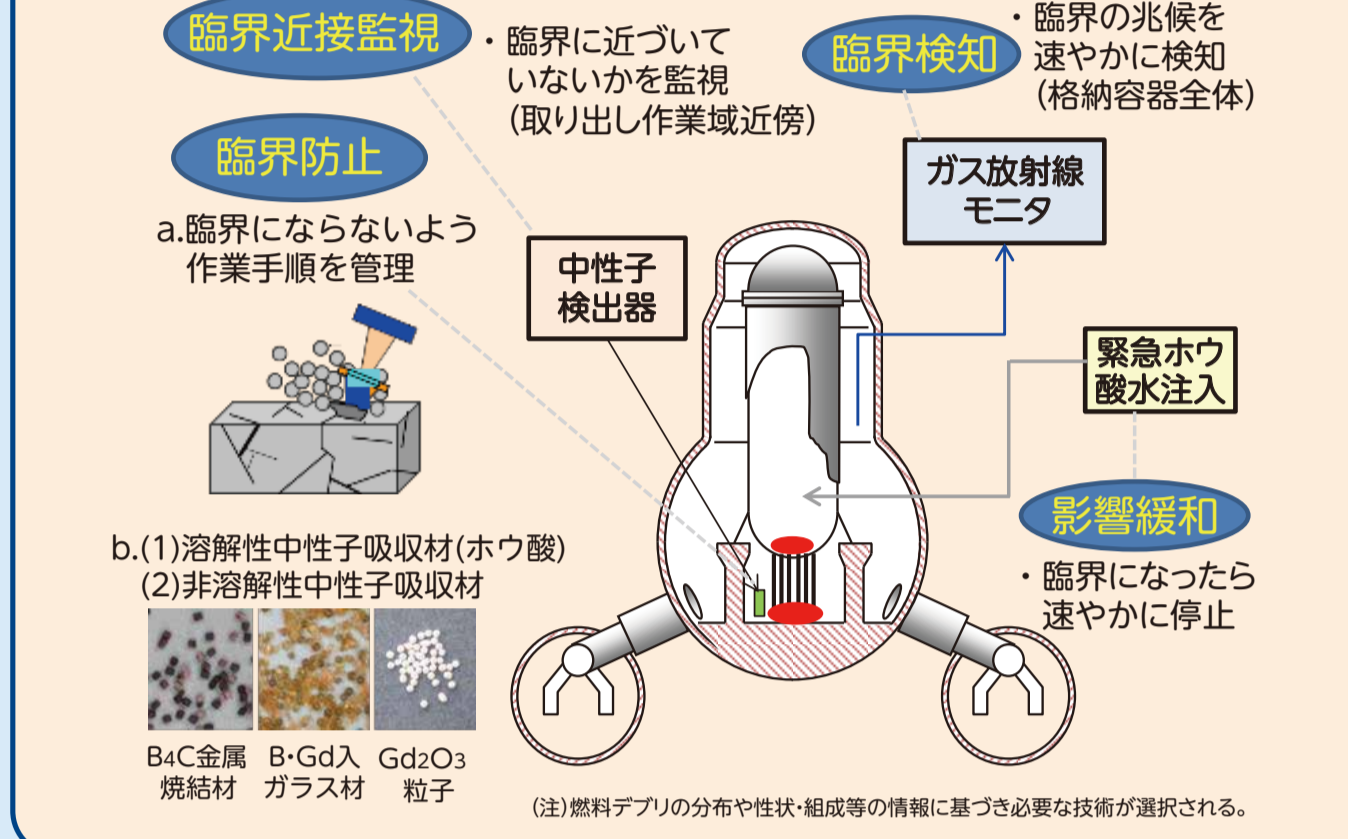 臨界近接監視
・臨界に近づいて
いないかを監視
(取り出し作業域近傍)
臨界検知
・臨界の兆候を
速やかに検知
(格納容器全体)
臨界防止
a.臨界にならないよう
作業手順を管理
中性子
検出器
ガス放射線
モニタ
緊急ホウ
酸水注入
影響緩和
・臨界になったら
速やかに停止
b.(1)溶解性中性子吸収材(ホウ酸)
(2)非溶解性中性子吸収材
B4C金属
焼結材
B・Gd入
ガラス材
Gd2O3
粒子
(注)燃料デブリの分布や性状・組成等の情報に基づき必要な技術が選択される。